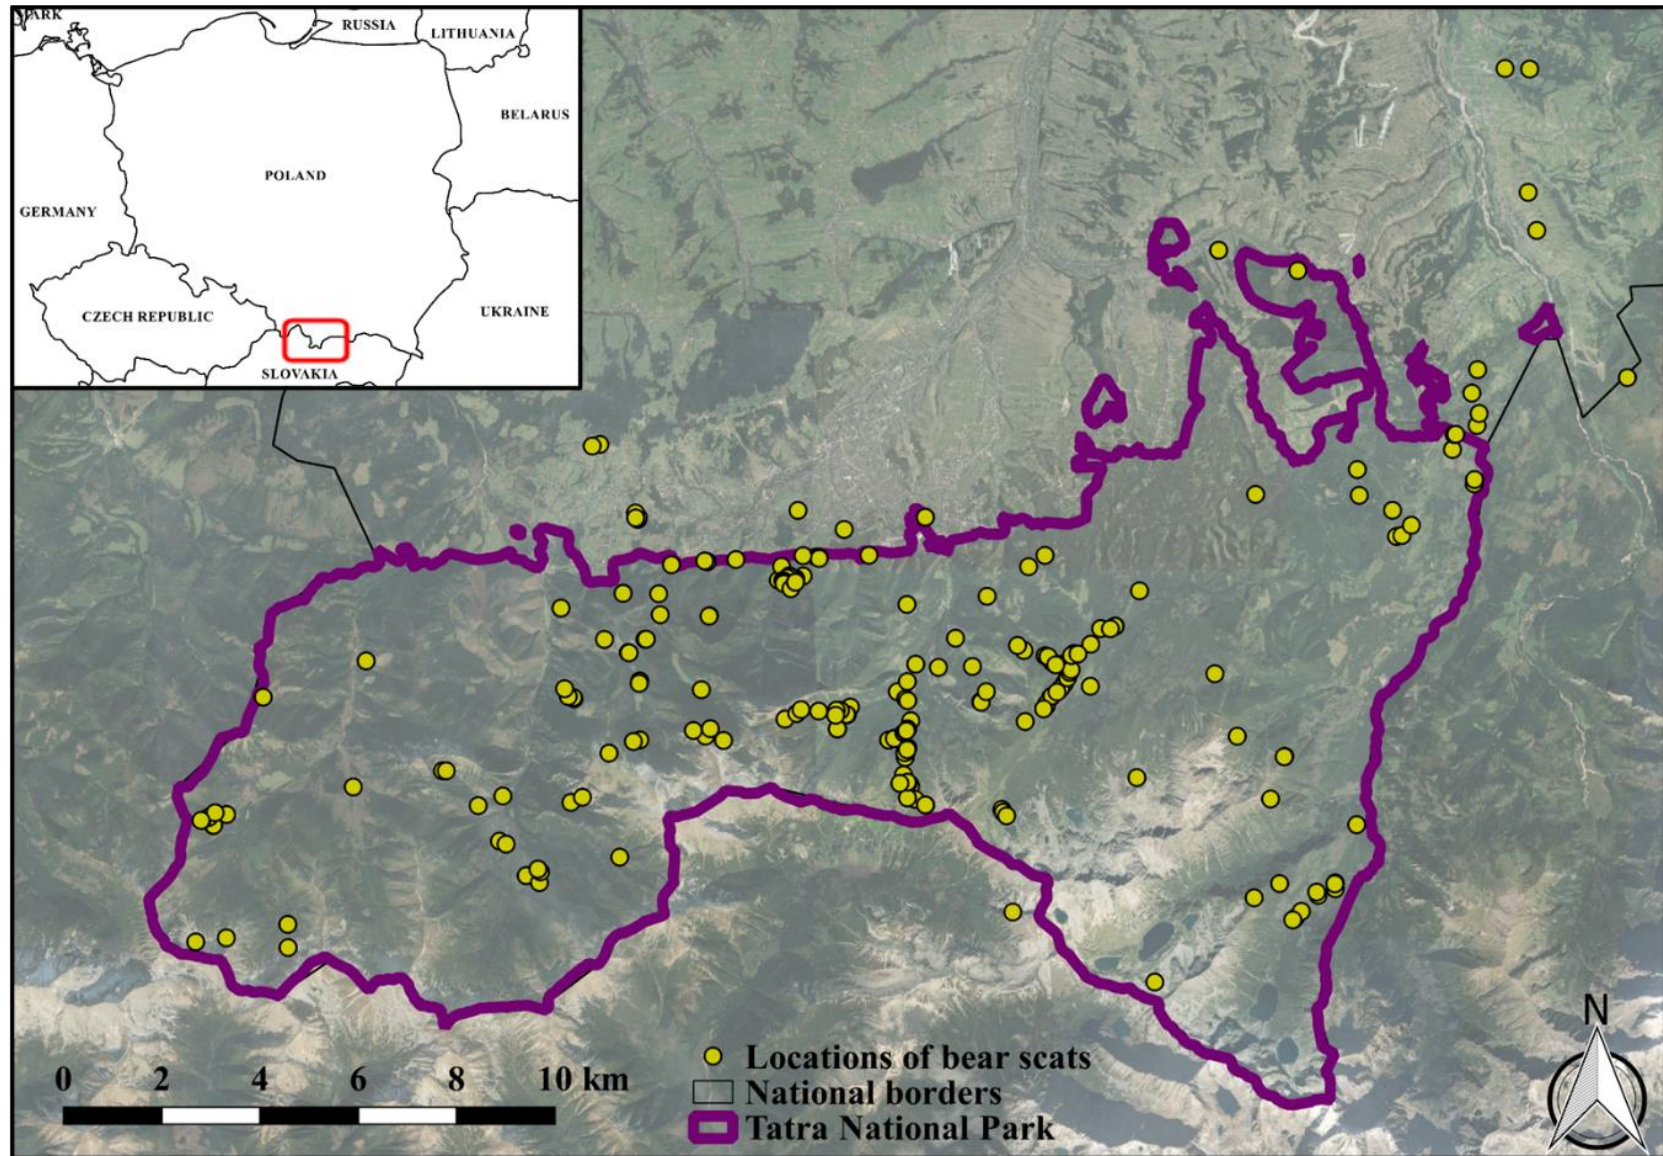 RUSSIA
LITHUANIA
BELARUS
POLAND
GERMANY
CZECH REPUBLIC
UKRAINE
SLOVAKIA
N
Locations of bear scats
0 2 4 6 8 10 km
National borders
Tatra National Park